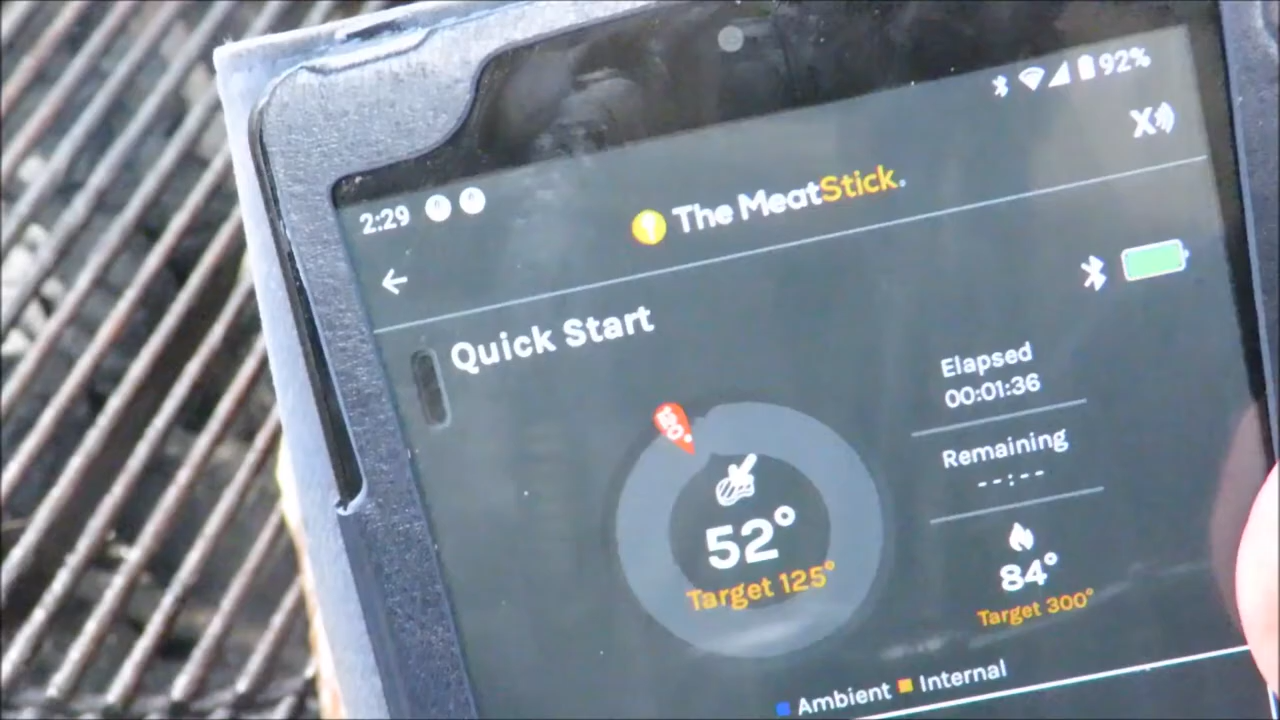 92%
2:29
The MeatStick.
Quick Start
Elapsed
00:01:36
Remaining
--:--
52°
Target 125°
84°
Target 300°
Ambient Internal